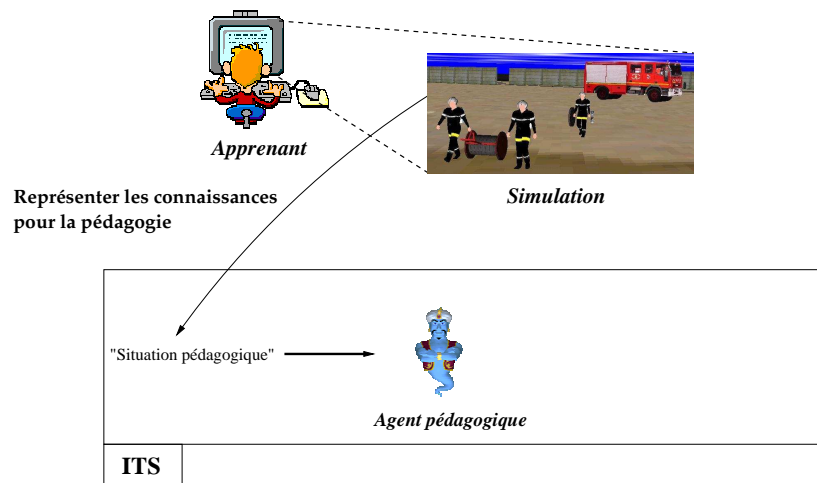 Apprenant
Simulation
Représenter les connaissances
pour la pédagogie
"Situation pédagogique"
Agent pédagogique
ITS